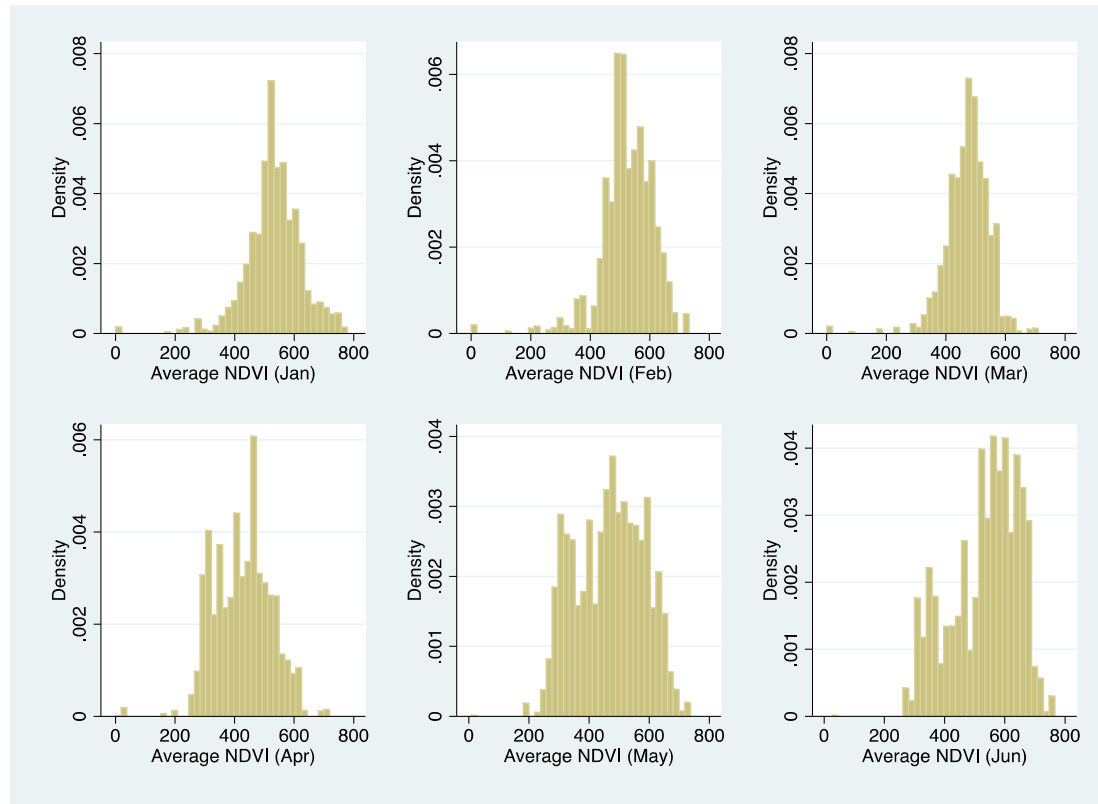 .008
.006
.004
.002
0
Density
0 200 400 600 800
Average NDVI (Jan)
.006
.004
.002
0
Density
0 200 400 600 800
Average NDVI (Feb)
.008
.006
.004
.002
0
Density
0 200 400 600 800
Average NDVI (Mar)
.006
.004
.002
0
Density
0 200 400 600 800
Average NDVI (Apr)
.004
.003
.002
.001
0
Density
0 200 400 600 800
Average NDVI (May)
.004
.003
.002
.001
0
Density
0 200 400 600 800
Average NDVI (Jun)